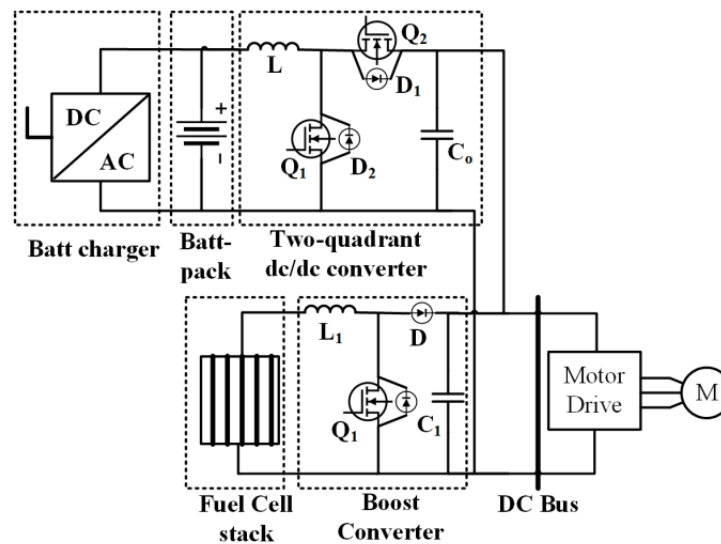 Q₂
L
D₁
DC
AC
+
-
Q₁
D₂
Cₒ
Batt charger
Batt-
pack
Two-quadrant
dc/dc converter
L₁
D
Q₁
C₁
Motor
Drive
M
Fuel Cell
stack
Boost
Converter
DC Bus